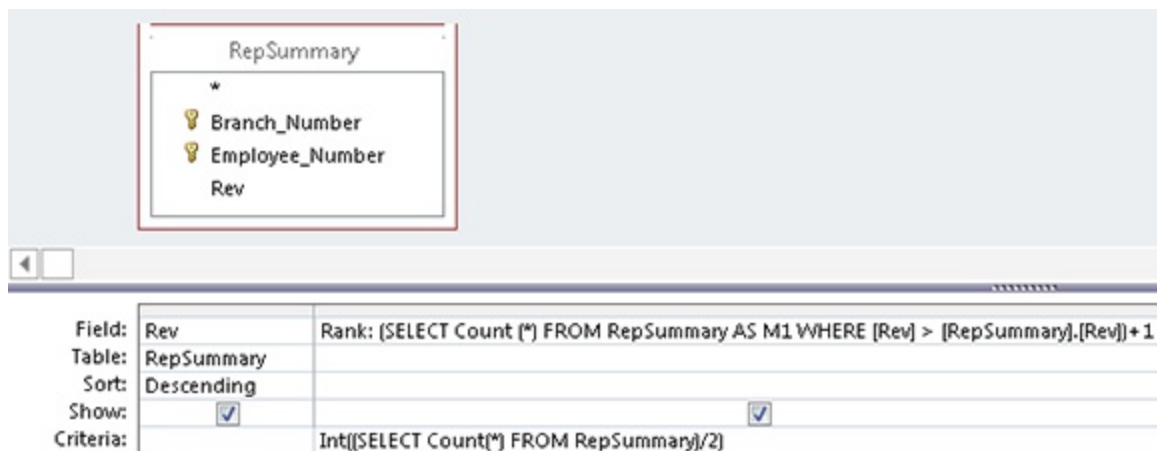 RepSummary
*
Branch_Number
Employee_Number
Rev
Field: Rev Rank: (SELECT Count (*) FROM RepSummary AS M1 WHERE [Rev] > [RepSummary].[Rev])+1
Table: RepSummary
Sort: Descending
Show:
Criteria: Int((SELECT Count(*) FROM RepSummary)/2)